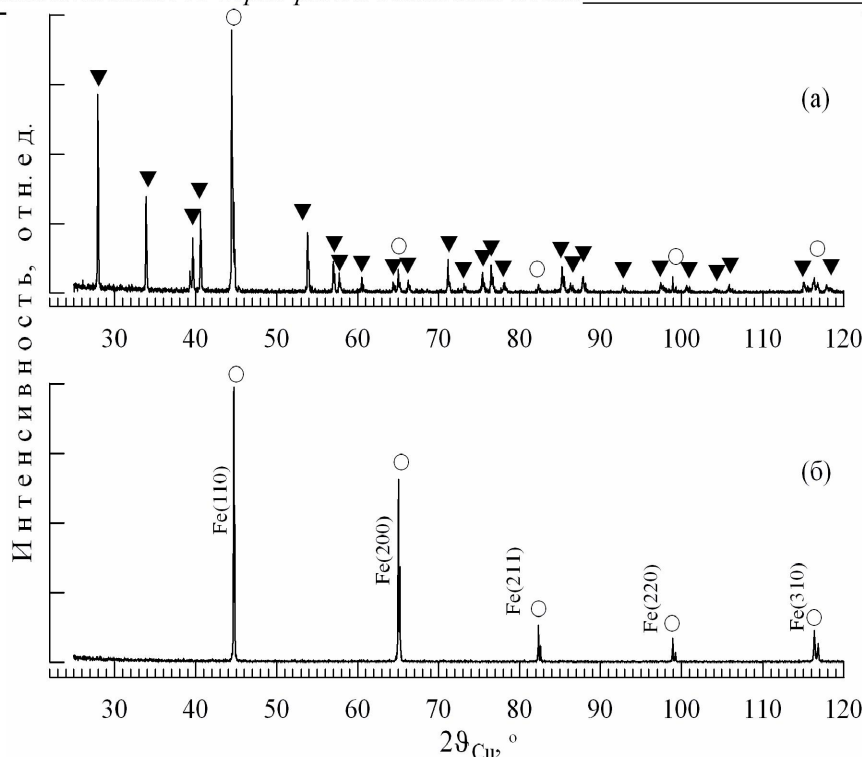 (а)
Интенсивность, отн.ед.
30 40 50 60 70 80 90 100 110 120
(б)
Fe(110)
Fe(200)
Fe(211)
Fe(220)
Fe(310)
30 40 50 60 70 80 90 100 110 120
2ϑCu, °